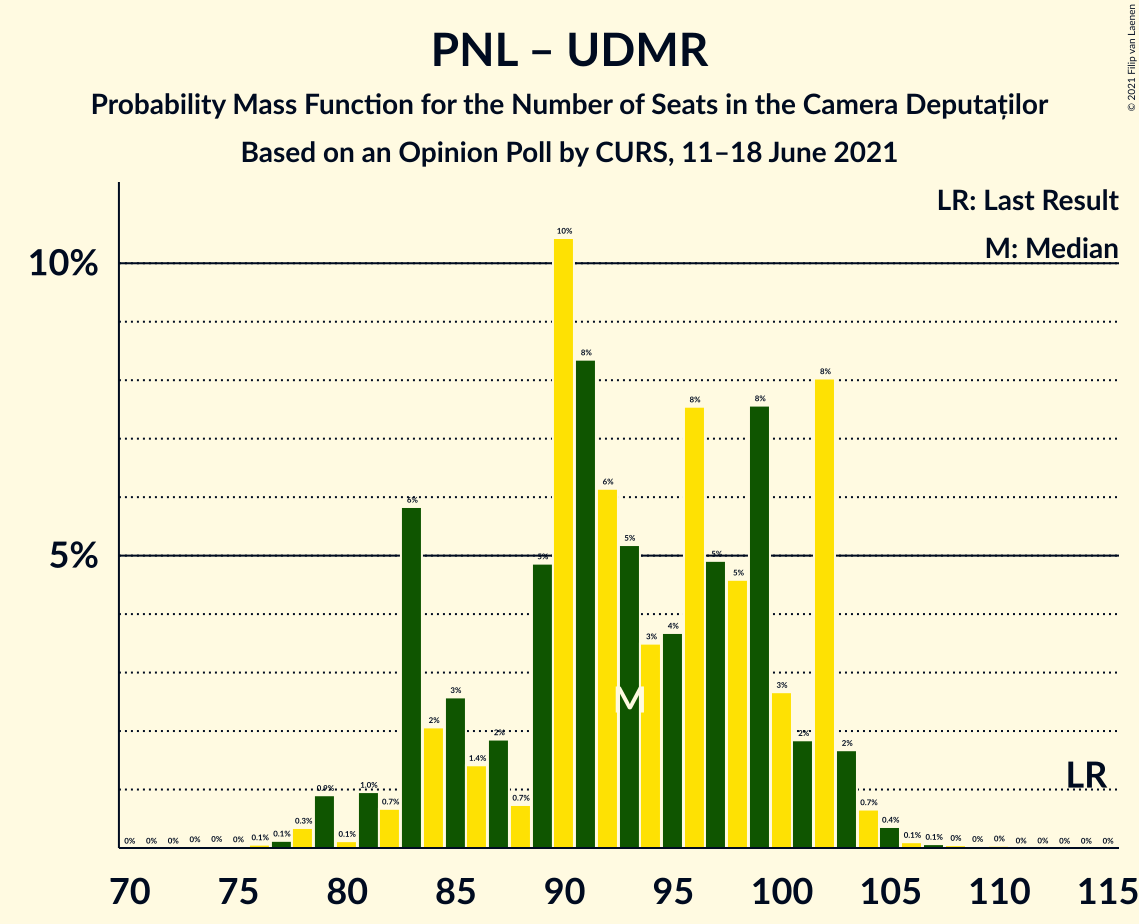 PNL – UDMR
Probability Mass Function for the Number of Seats in the Camera Deputaților
Based on an Opinion Poll by CURS, 11–18 June 2021
© 2021 Filip van Laenen
LR: Last Result
M: Median
10%
5%
0% 0% 0% 0% 0% 0% 0.1% 0.1% 0.3% 0.9% 0.1% 1.0% 0.7% 6% 2% 3% 1.4% 2% 0.7% 5% 10% 8% 6% 5% 3% 4% 8% 5% 5% 8% 3% 2% 8% 2% 0.7% 0.4% 0.1% 0.1% 0% 0% 0% 0% 0% 0% 0% 0%
M
LR
70 75 80 85 90 95 100 105 110 115